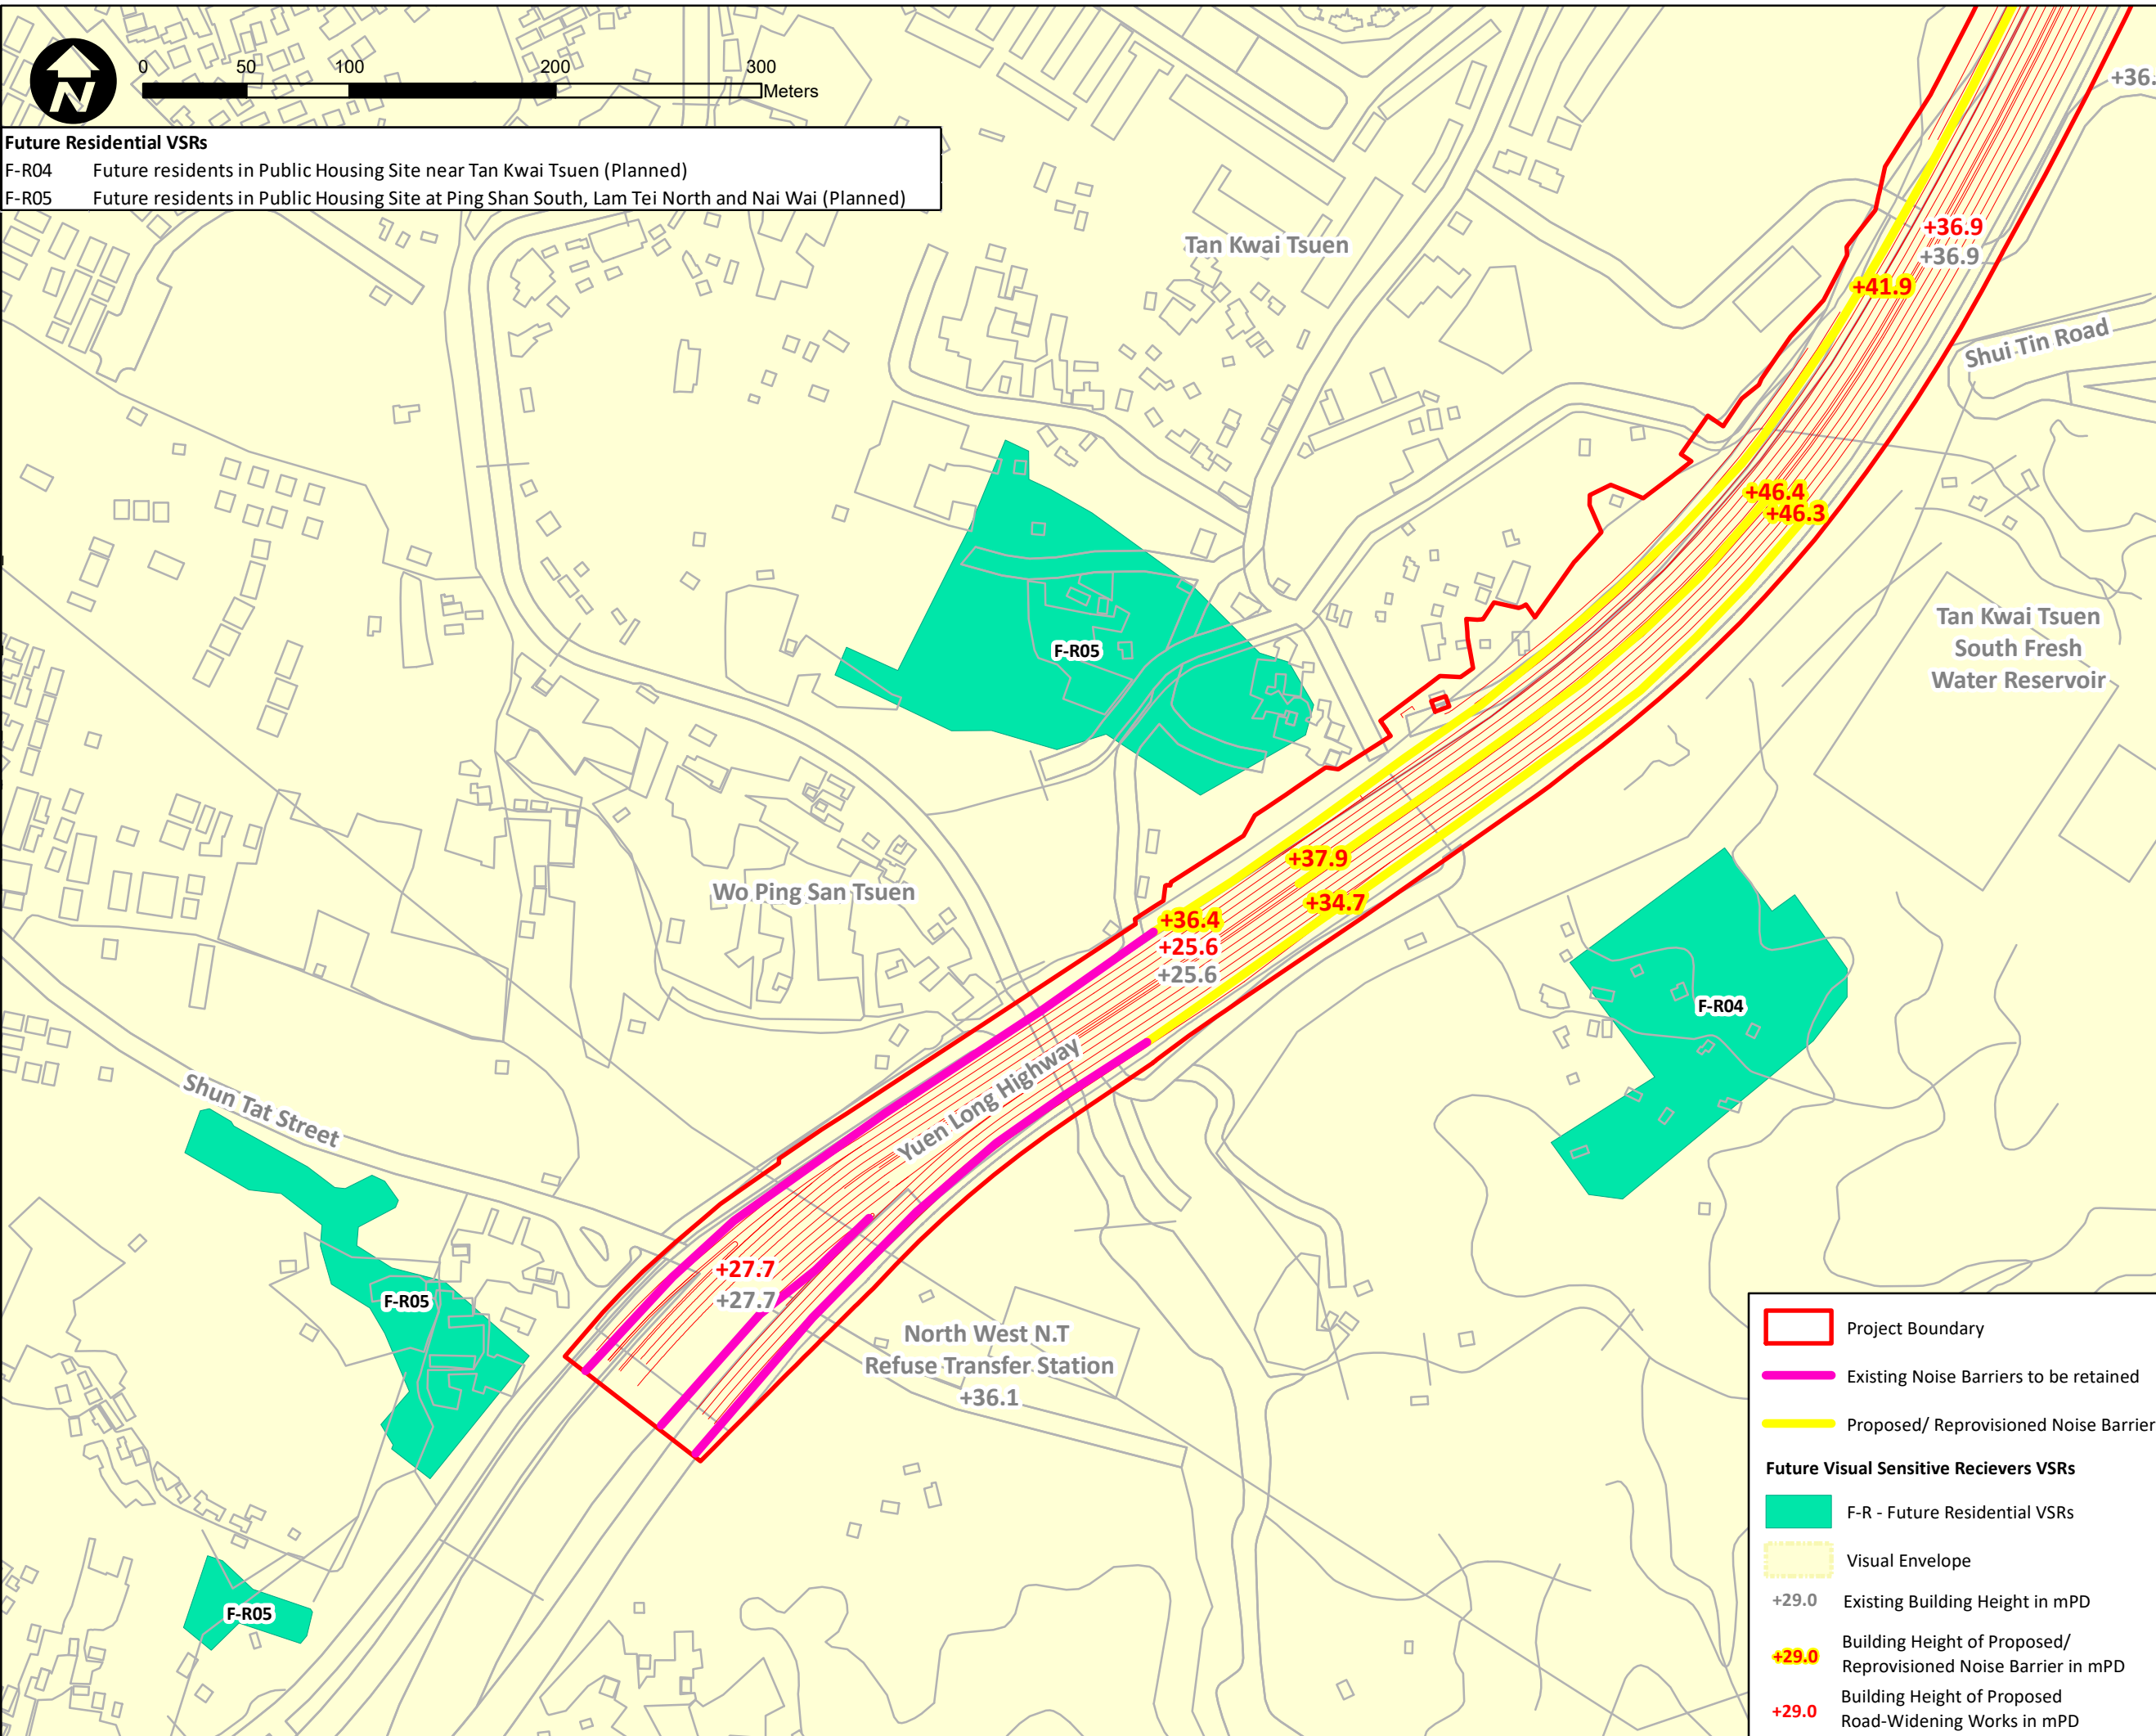 N
0 50 100 200 300
Meters
Future Residential VSRs
F-R04 Future residents in Public Housing Site near Tan Kwai Tsuen (Planned)
F-R05 Future residents in Public Housing Site at Ping Shan South, Lam Tei North and Nai Wai (Planned)
+36.
Tan Kwai Tsuen
+36.9
+36.9
+41.9
Shui Tin Road
+46.4
+46.3
Tan Kwai Tsuen
South Fresh
Water Reservoir
F-R05
+37.9
+34.7
Wo Ping San Tsuen
+36.4
+25.6
+25.6
F-R04
Yuen Long Highway
Shun Tat Street
+27.7
+27.7
F-R05
North West N.T
Refuse Transfer Station
+36.1
F-R05
Project Boundary
Existing Noise Barriers to be retained
Proposed/ Reprovisioned Noise Barrier
Future Visual Sensitive Recievers VSRs
F-R - Future Residential VSRs
Visual Envelope
+29.0 Existing Building Height in mPD
+29.0 Building Height of Proposed/
Reprovisioned Noise Barrier in mPD
+29.0 Building Height of Proposed
Road-Widening Works in mPD